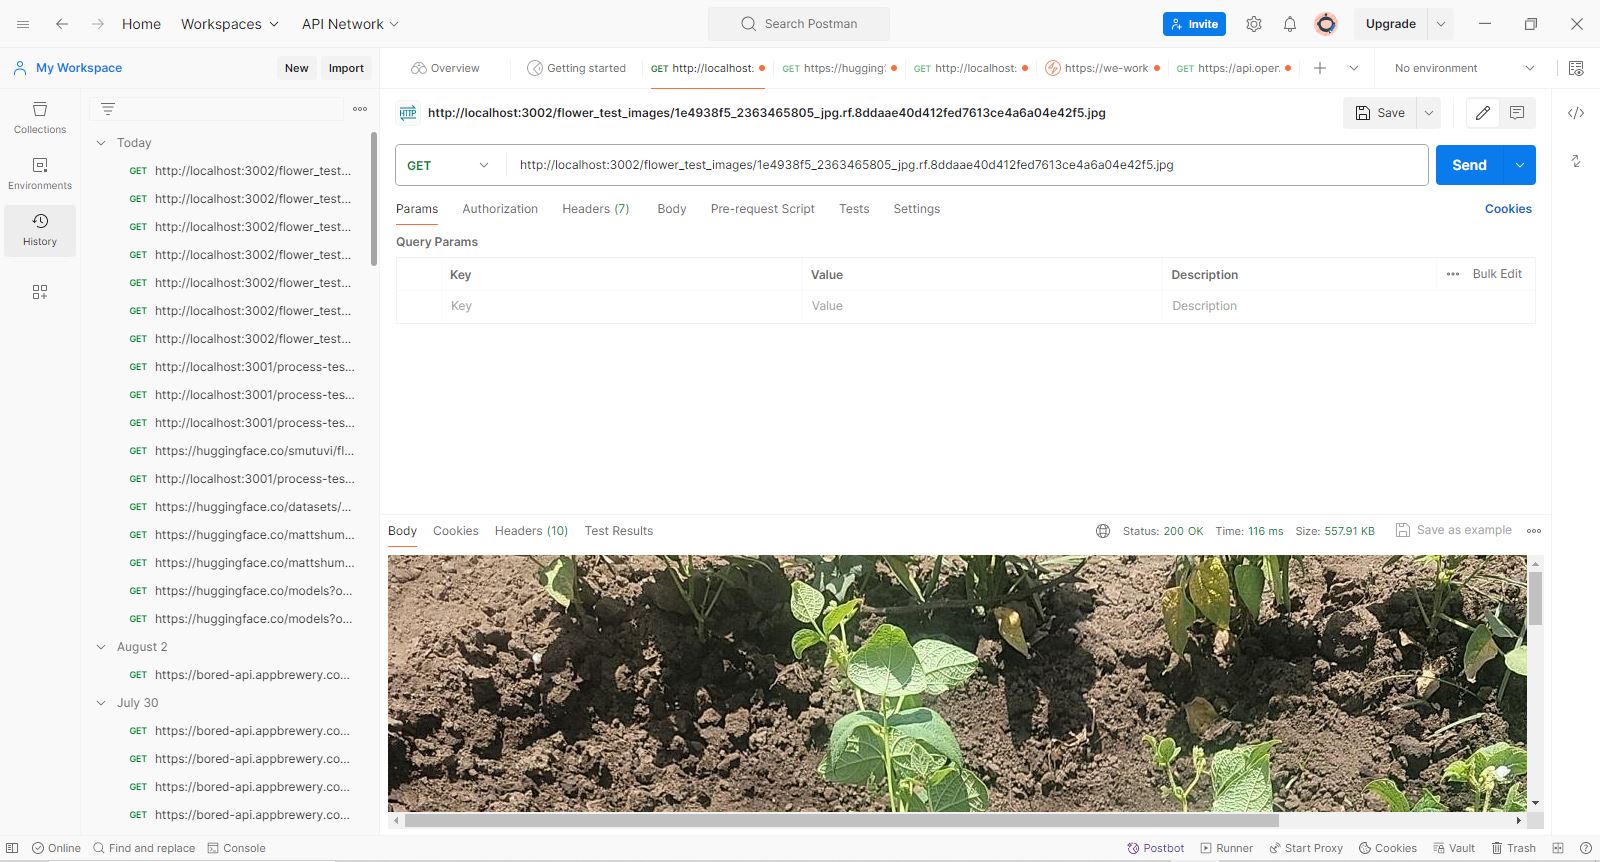 Home
Workspaces
API Network
Search Postman
Invite
Upgrade
My Workspace
New
Import
Overview
Getting started
GET http://localhost:
GET https://hugging
GET http://localhost:
https://we-work
GET https://api.oper.
No environment
Collections
Environments
History
HTTP
http://localhost:3002/flower_test_images/1e4938f5_2363465805_jpg.rf.8ddaae40d412fed7613ce4a6a04e42f5.jpg
Save
GET
http://localhost:3002/flower_test_images/1e4938f5_2363465805_jpg.rf.8ddaae40d412fed7613ce4a6a04e42f5.jpg
Send
Params
Authorization
Headers (7)
Body
Pre-request Script
Tests
Settings
Cookies
Query Params
Key
Value
Description
Bulk Edit
Key
Value
Description
Today
GET http://localhost:3002/flower_test...
GET http://localhost:3002/flower_test...
GET http://localhost:3002/flower_test...
GET http://localhost:3002/flower_test...
GET http://localhost:3002/flower_test...
GET http://localhost:3002/flower_test...
GET http://localhost:3002/flower_test...
GET http://localhost:3001/process-tes...
GET http://localhost:3001/process-tes...
GET http://localhost:3001/process-tes...
GET https://huggingface.co/smutuvi/fl...
GET http://localhost:3001/process-tes...
GET https://huggingface.co/datasets/...
GET https://huggingface.co/mattshum...
GET https://huggingface.co/mattshum...
GET https://huggingface.co/models?o...
GET https://huggingface.co/models?o...
August 2
GET https://bored-api.appbrewery.co...
July 30
GET https://bored-api.appbrewery.co...
GET https://bored-api.appbrewery.co...
GET https://bored-api.appbrewery.co...
GET https://bored-api.appbrewery.co...
Body
Cookies
Headers (10)
Test Results
Status: 200 OK
Time: 116 ms
Size: 557.91 KB
Save as example
Online
Find and replace
Console
Postbot
Runner
Start Proxy
Cookies
Vault
Trash